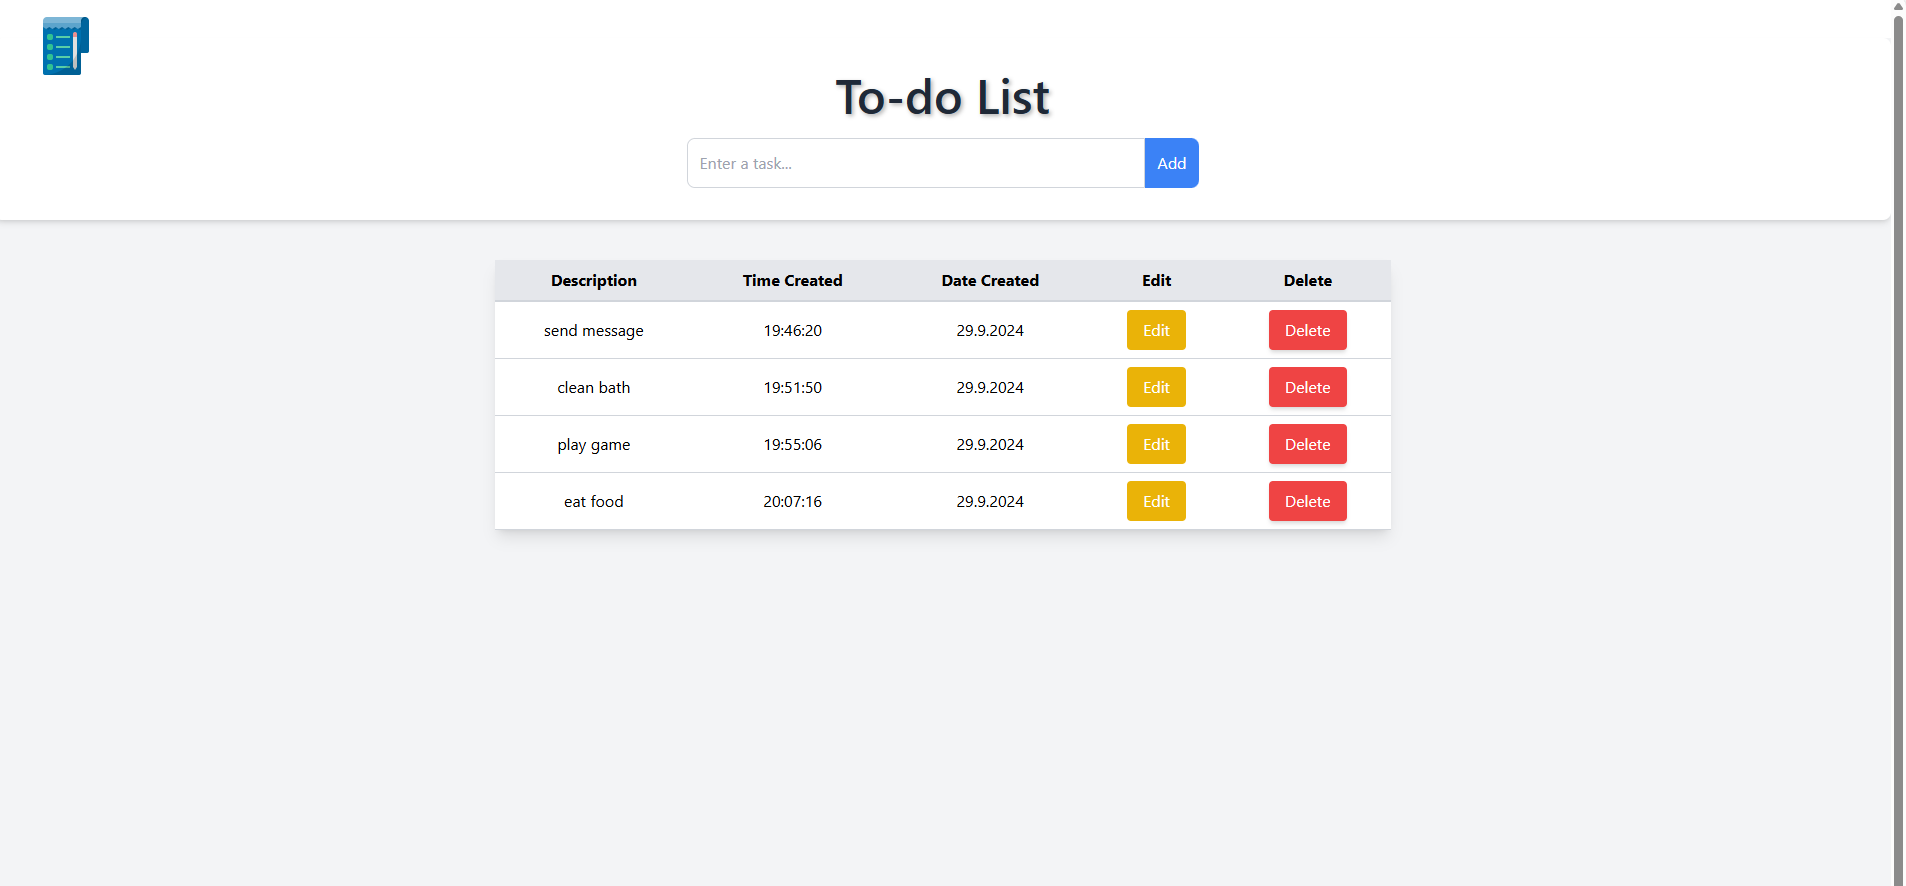 To-do List
Enter a task...
Add
Description Time Created Date Created Edit Delete
send message 19:46:20 29.9.2024 Edit Delete
clean bath 19:51:50 29.9.2024 Edit Delete
play game 19:55:06 29.9.2024 Edit Delete
eat food 20:07:16 29.9.2024 Edit Delete